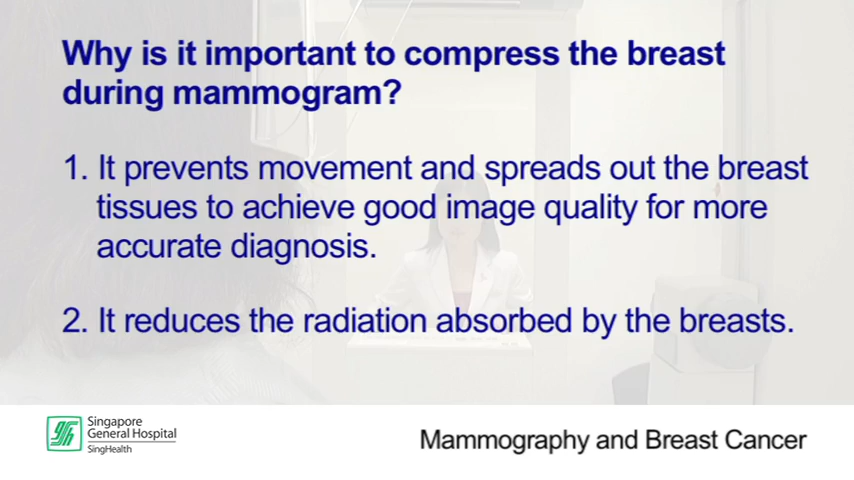 Why is it important to compress the breast
during mammogram?
1. It prevents movement and spreads out the breast
tissues to achieve good image quality for more
accurate diagnosis.
2. It reduces the radiation absorbed by the breasts.
Singapore
General Hospital
SingHealth
Mammography and Breast Cancer